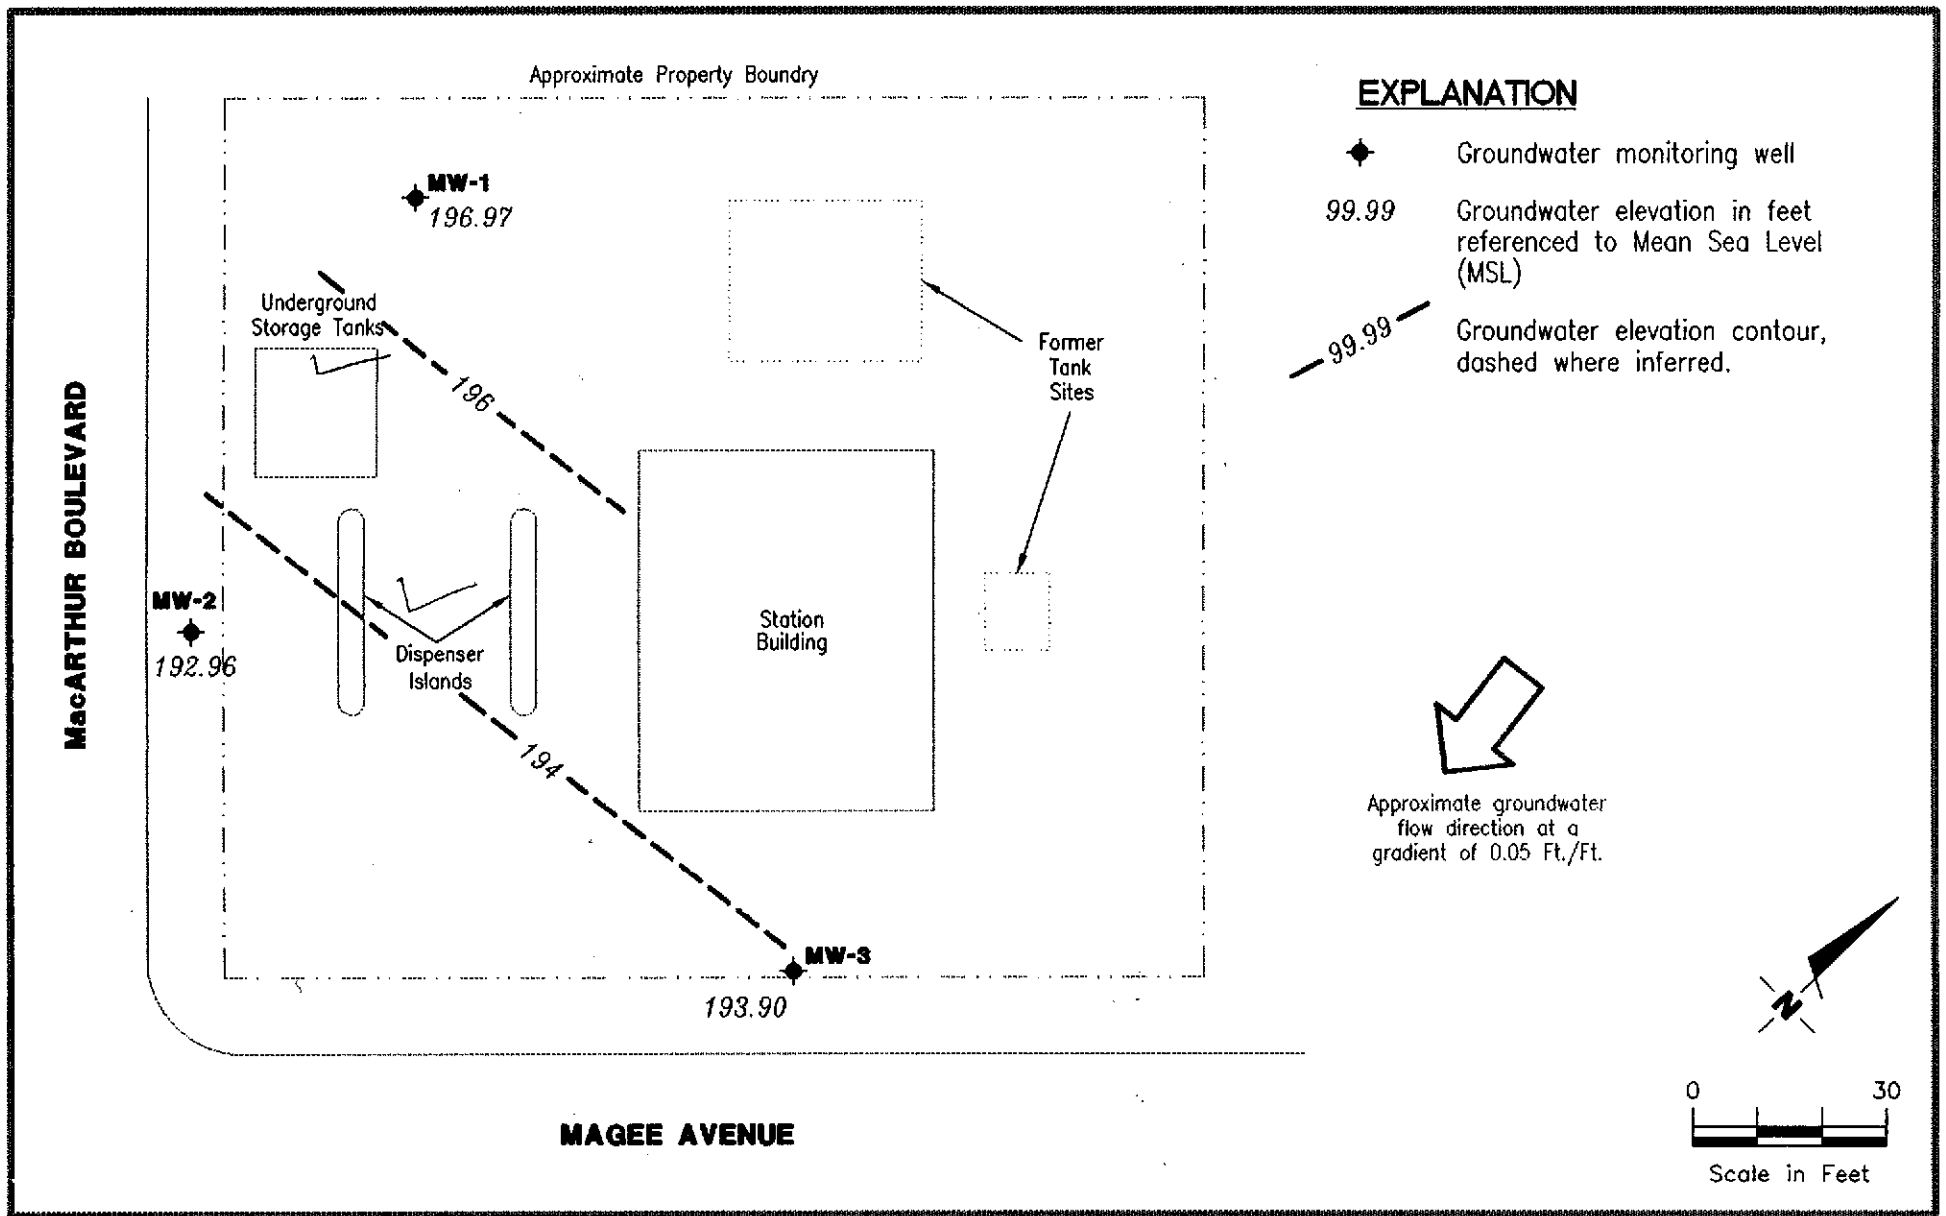 Approximate Property Boundry
EXPLANATION
Groundwater monitoring well
99.99
Groundwater elevation in feet
referenced to Mean Sea Level
(MSL)
99.99
Groundwater elevation contour,
dashed where inferred.
MW-1
196.97
Underground
Storage Tanks
196
Former
Tank
Sites
MacARTHUR BOULEVARD
MW-2
192.96
Dispenser
Islands
Station
Building
194
MW-3
193.90
Approximate groundwater
flow direction at a
gradient of 0.05 Ft./Ft.
N
0 30
Scale in Feet
MAGEE AVENUE